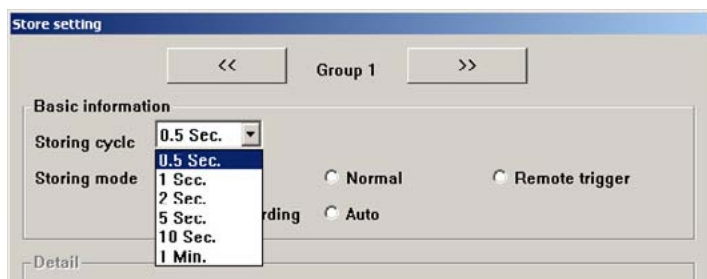 Store setting
<< Group 1 >>
Basic information
Storing cycle 0.5 Sec.
0.5 Sec.
Storing mode 1 Sec. Normal Remote trigger
2 Sec.
5 Sec. rding Auto
10 Sec.
1 Min.
Detail